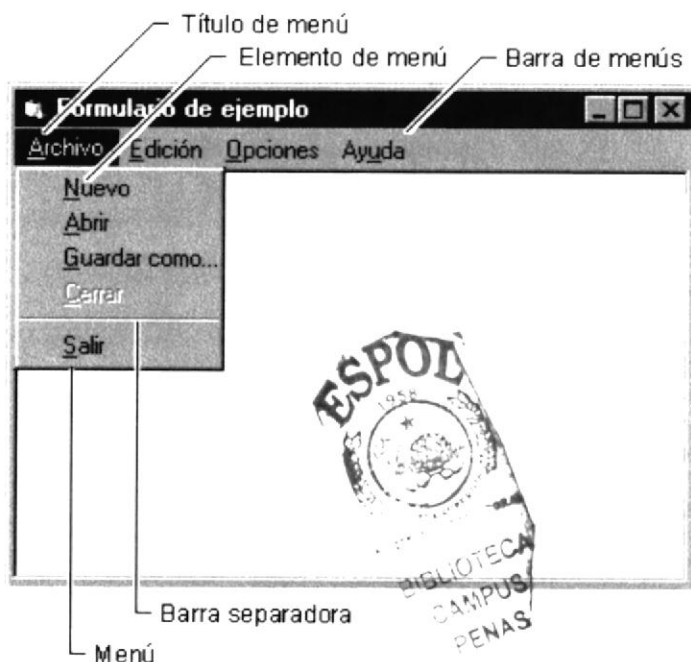 Título de menú
Elemento de menú
Barra de menús
Formulario de ejemplo
Archivo Edición Opciones Ayuda
Nuevo
Abrir
Guardar como...
Cerrar
Salir
ESPOL
1958
BIBLIOTECA
CAMPUS
PENAS
Barra separadora
Menú